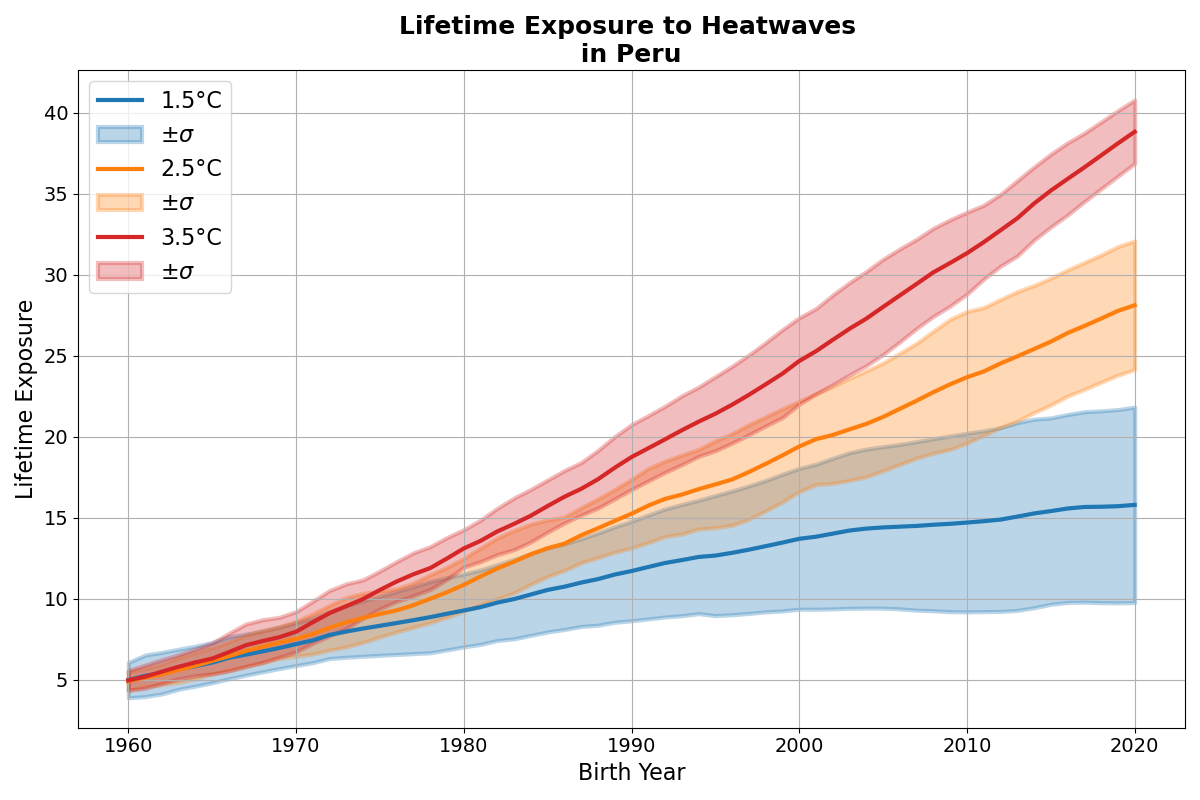 Lifetime Exposure to Heatwaves
in Peru
1.5°C
±σ
2.5°C
±σ
3.5°C
±σ
Lifetime Exposure
40
35
30
25
20
15
10
5
1960 1970 1980 1990 2000 2010 2020
Birth Year